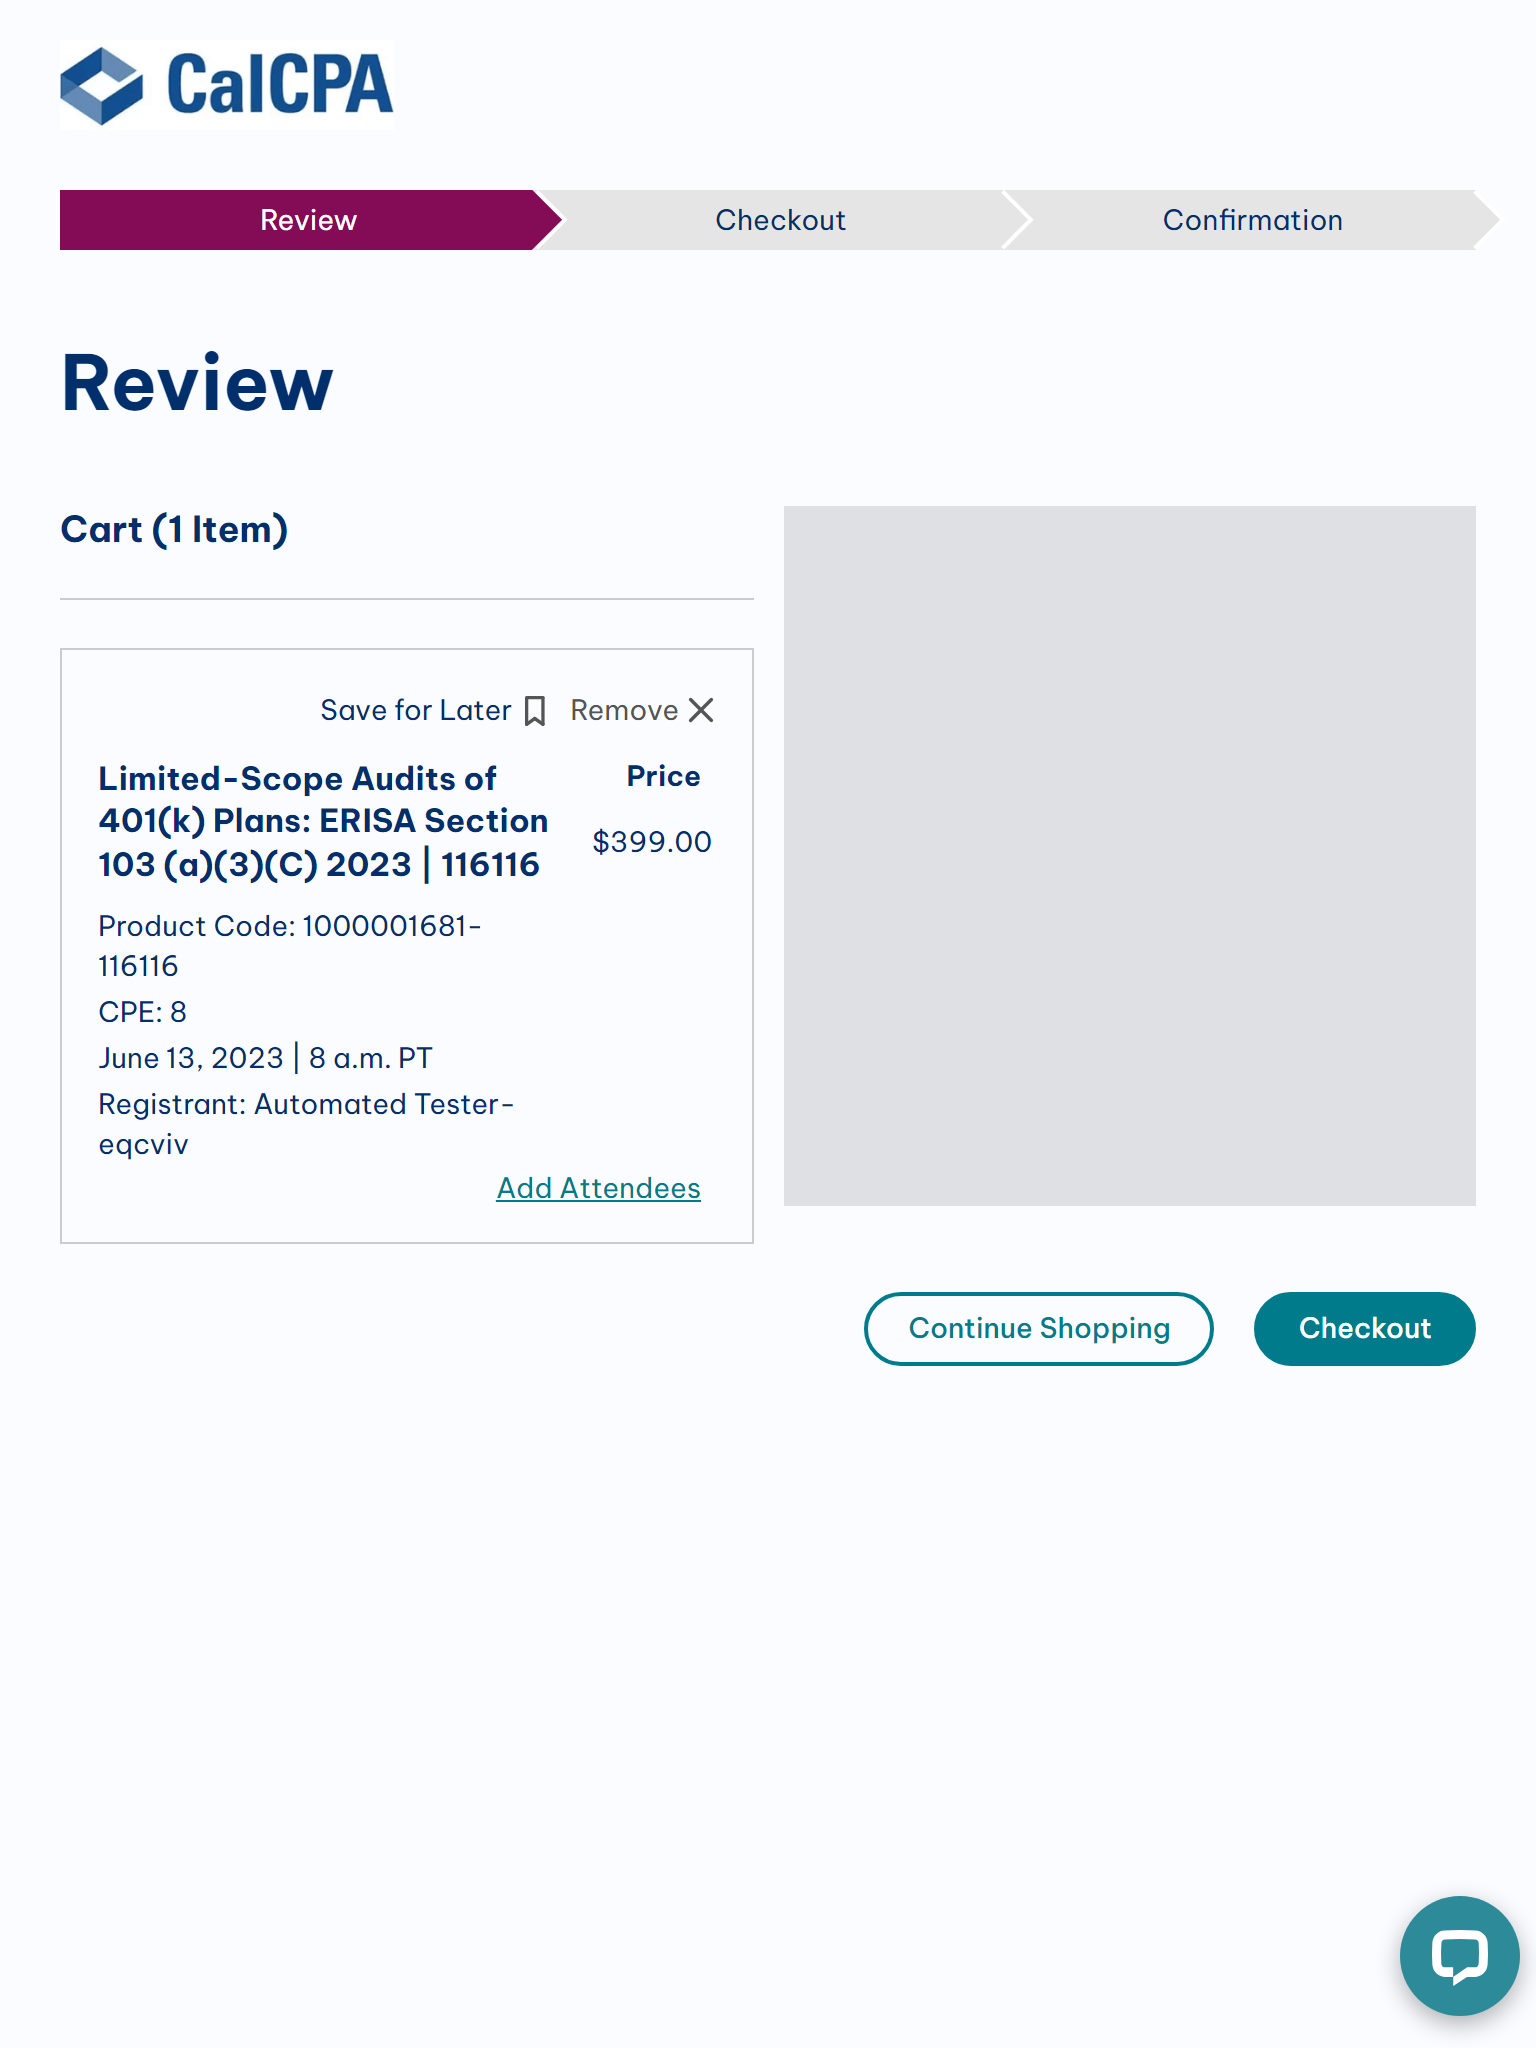 CalCPA
Review
Checkout
Confirmation
Review
Cart (1 Item)
Save for Later
Remove
Limited-Scope Audits of
401(k) Plans: ERISA Section
103 (a)(3)(C) 2023 | 116116
Price
$399.00
Product Code: 1000001681-
116116
CPE: 8
June 13, 2023 | 8 a.m. PT
Registrant: Automated Tester-
eqcviv
Add Attendees
Continue Shopping
Checkout